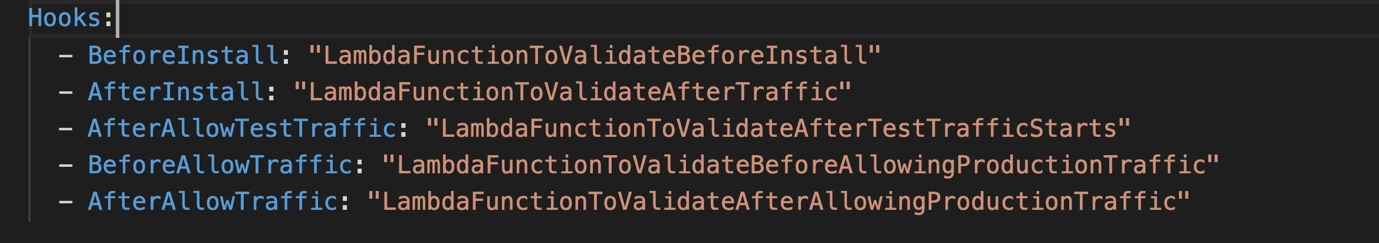 Hooks:
- BeforeInstall: "LambdaFunctionToValidateBeforeInstall"
- AfterInstall: "LambdaFunctionToValidateAfterTraffic"
- AfterAllowTestTraffic: "LambdaFunctionToValidateAfterTestTrafficStarts"
- BeforeAllowTraffic: "LambdaFunctionToValidateBeforeAllowingProductionTraffic"
- AfterAllowTraffic: "LambdaFunctionToValidateAfterAllowingProductionTraffic"